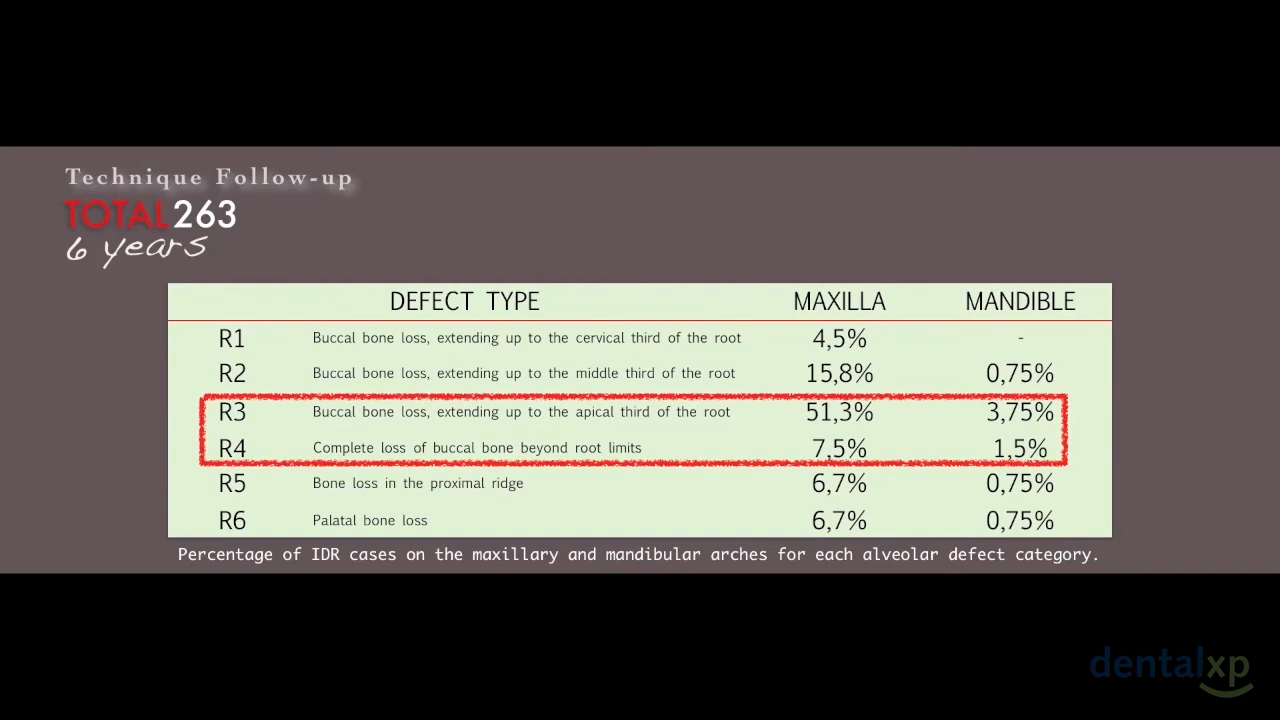 Technique Follow-up
TOTAL 263
6 years
DEFECT TYPE MAXILLA MANDIBLE
R1 Buccal bone loss, extending up to the cervical third of the root 4,5% -
R2 Buccal bone loss, extending up to the middle third of the root 15,8% 0,75%
R3 Buccal bone loss, extending up to the apical third of the root 51,3% 3,75%
R4 Complete loss of buccal bone beyond root limits 7,5% 1,5%
R5 Bone loss in the proximal ridge 6,7% 0,75%
R6 Palatal bone loss 6,7% 0,75%
Percentage of IDR cases on the maxillary and mandibular arches for each alveolar defect category.
dentalxp